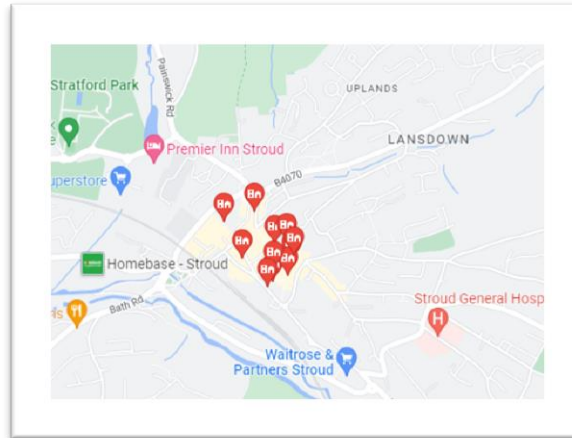 Stratford Park
Painswick Rd
UPLANDS
LANSDOWN
Premier Inn Stroud
B4070
uperstore
Homebase - Stroud
Bath Rd
ls
Stroud General Hosp
H
Waitrose &
Partners Stroud